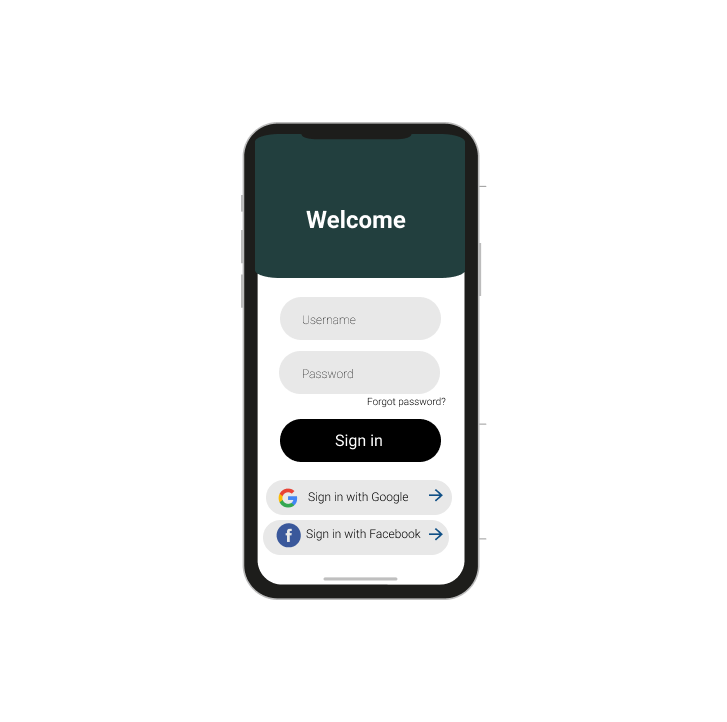 Welcome
Username
Password
Forgot password?
Sign in
Sign in with Google
f Sign in with Facebook